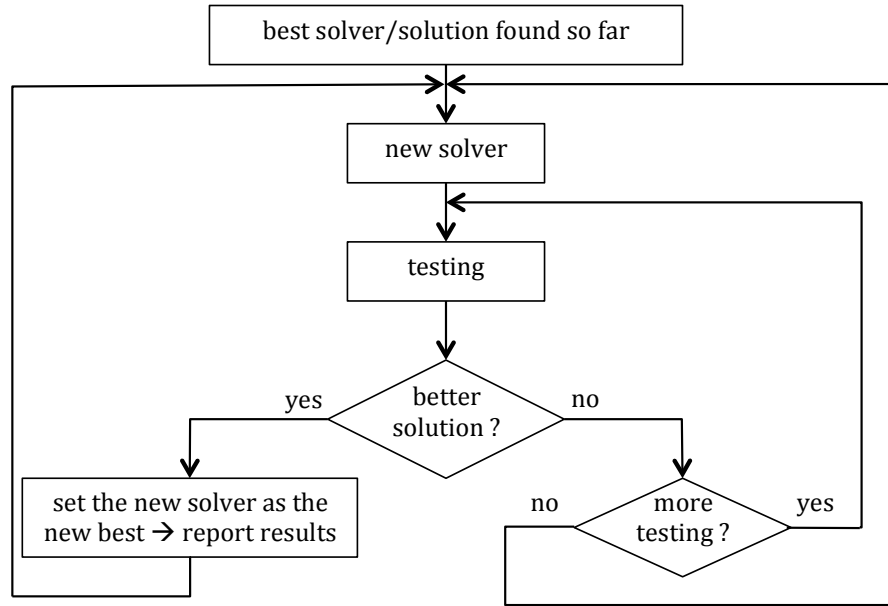 best solver/solution found so far
new solver
testing
yes
better
solution ?
no
set the new solver as the
new best → report results
no
more
testing ?
yes